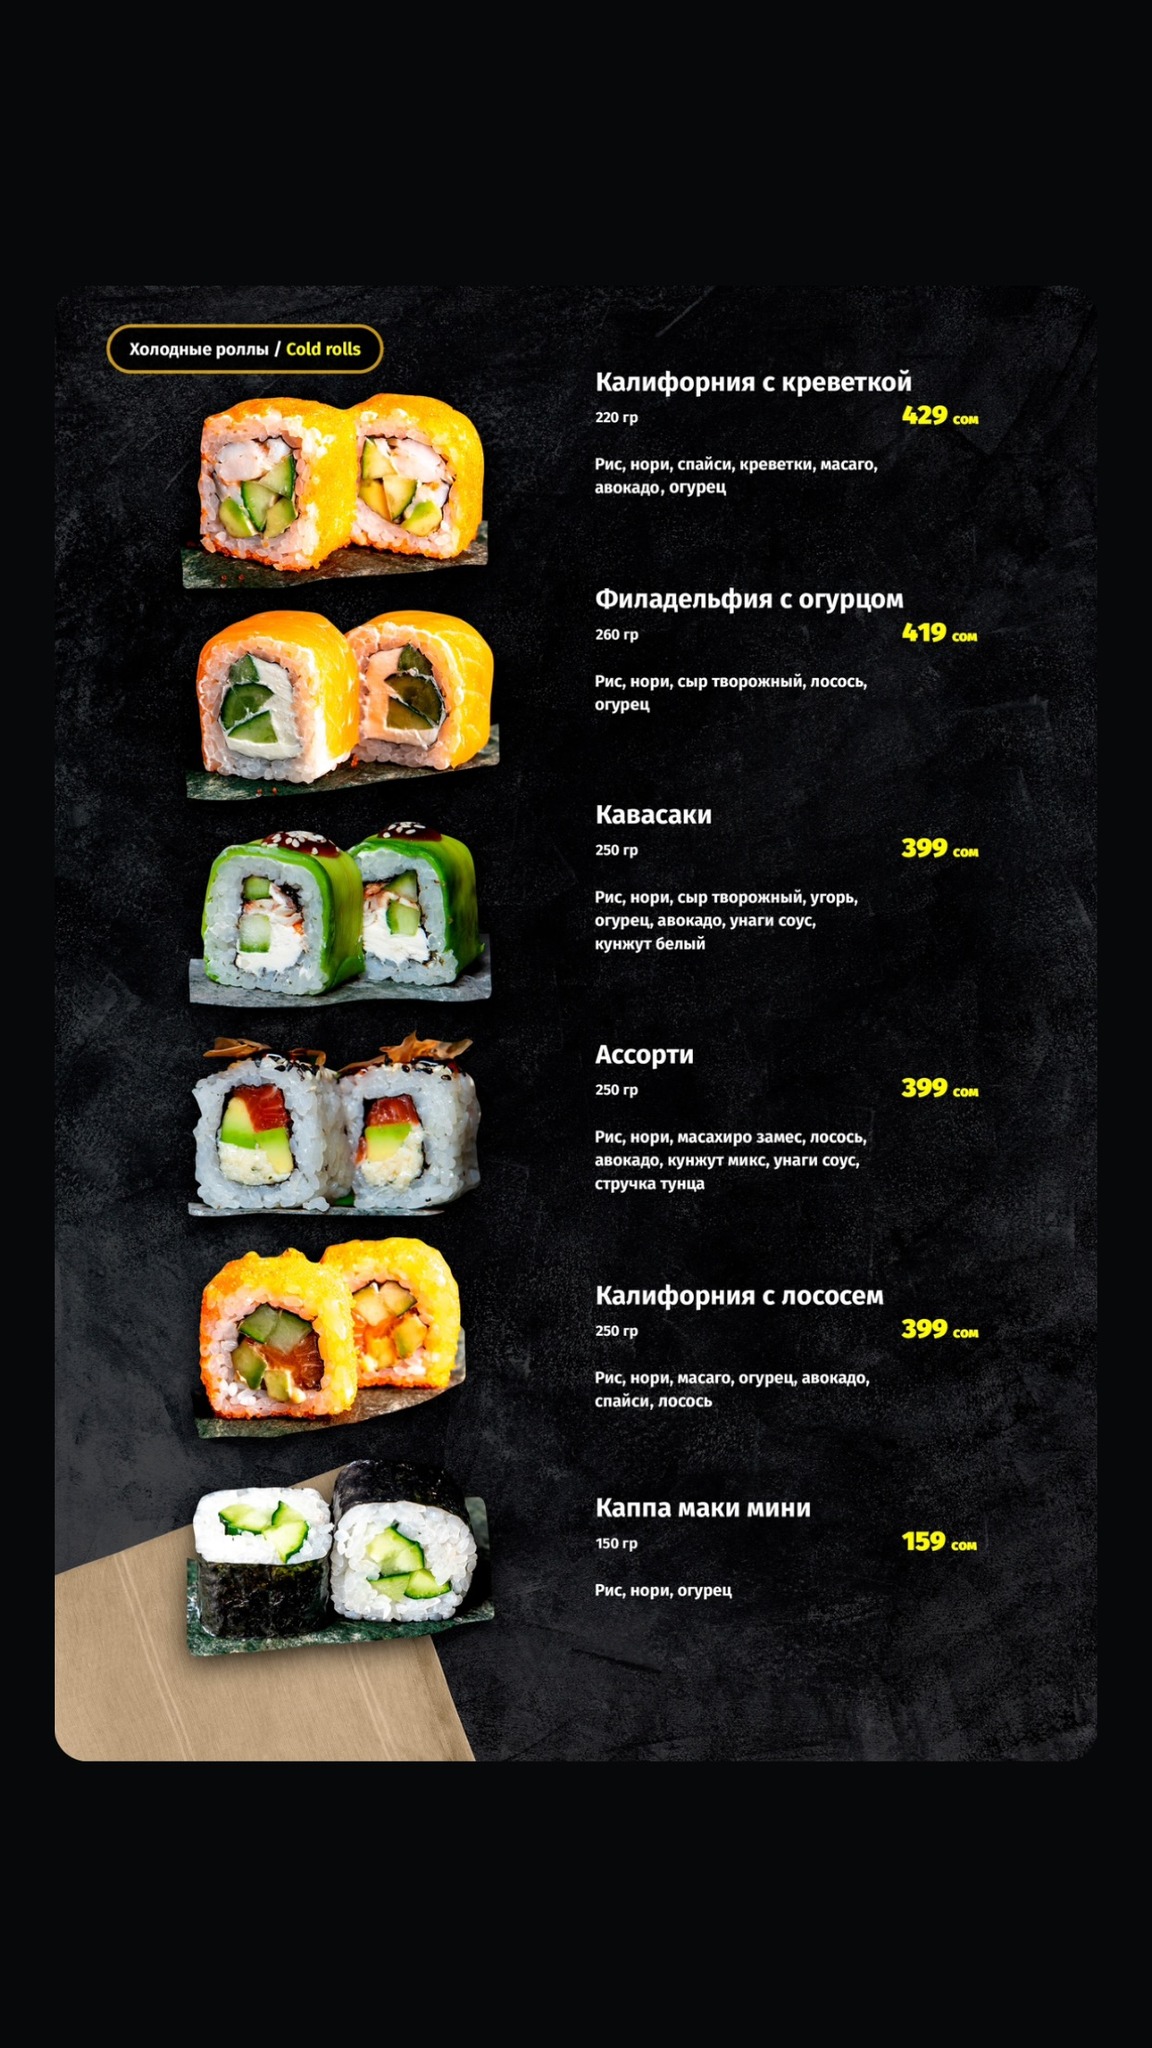 Холодные роллы / Cold rolls
Калифорния с креветкой
220 гр
429 сом
Рис, нори, спайси, креветки, масаго,
авокадо, огурец
Филадельфия с огурцом
260 гр
419 сом
Рис, нори, сыр творожный, лосось,
огурец
Кавасаки
250 гр
399 сом
Рис, нори, сыр творожный, угорь,
огурец, авокадо, унаги соус,
кунжут белый
Ассорти
250 гр
399 сом
Рис, нори, масахиро замес, лосось,
авокадо, кунжут микс, унаги соус,
стручка тунца
Калифорния с лососем
250 гр
399 сом
Рис, нори, масаго, огурец, авокадо,
спайси, лосось
Каппа маки мини
150 гр
159 сом
Рис, нори, огурец